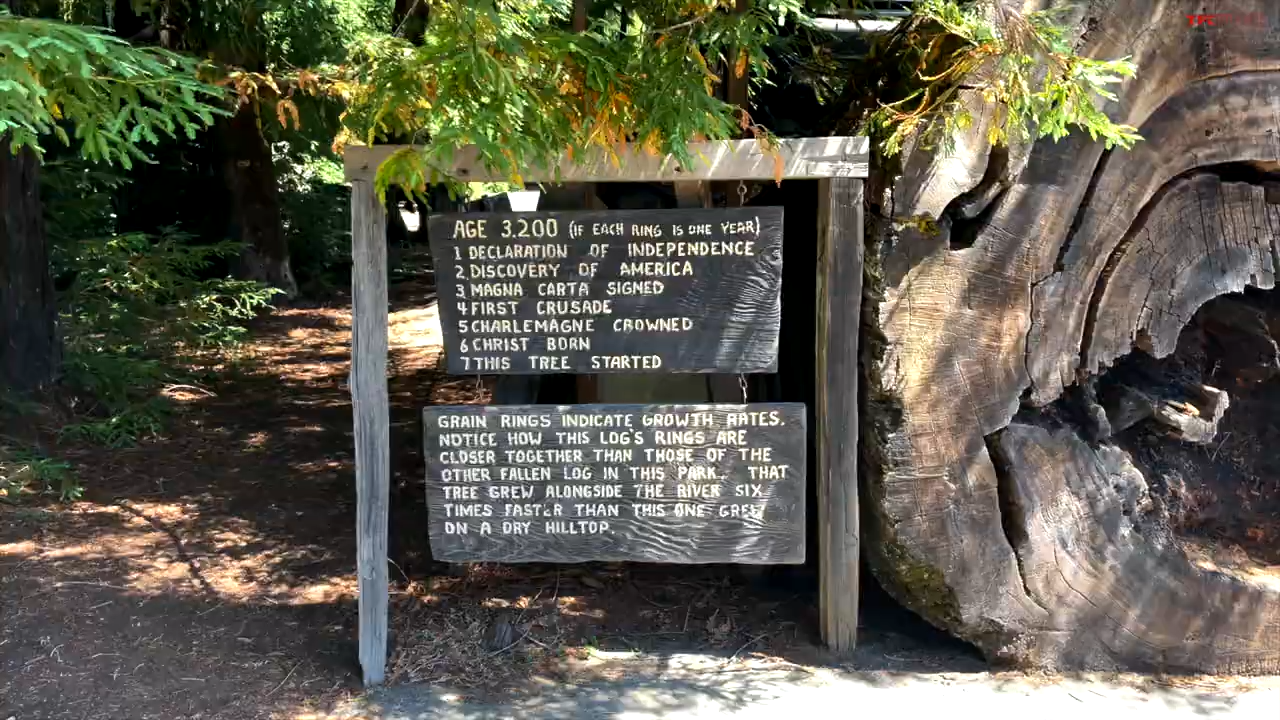 AGE 3,200 (IF EACH RING IS ONE YEAR)
1 DECLARATION OF INDEPENDENCE
2, DISCOVERY OF AMERICA
3, MAGNA CARTA SIGNED
4 FIRST CRUSADE
5 CHARLEMAGNE CROWNED
6 CHRIST BORN
7 THIS TREE STARTED
GRAIN RINGS INDICATE GROWTH RATES.
NOTICE HOW THIS LOG'S RINGS ARE
CLOSER TOGETHER THAN THOSE OF THE
OTHER FALLEN LOG IN THIS PARK. THAT
TREE GREW ALONGSIDE THE RIVER SIX
TIMES FASTER THAN THIS ONE GREW
ON A DRY HILLTOP.